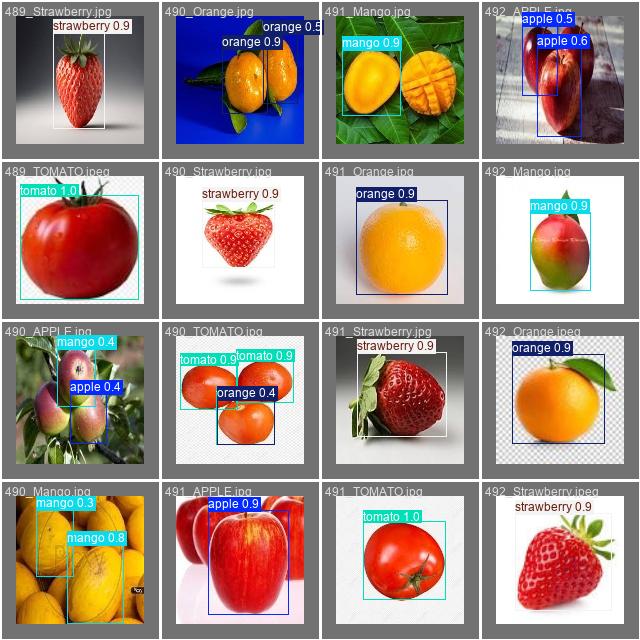 489_Strawberry.jpg
strawberry 0.9
490_Orange.jpg
orange 0.5
orange 0.9
491_Mango.jpg
mango 0.9
492_APPLE.jpg
apple 0.5
apple 0.6
489_TOMATO.jpeg
tomato 1.0
490_Strawberry.jpg
strawberry 0.9
491_Orange.jpg
orange 0.9
492_Mango.jpg
mango 0.9
490_APPLE.jpg
mango 0.4
apple 0.4
490_TOMATO.jpg
tomato 0.9
tomato 0.9
orange 0.4
491_Strawberry.jpg
strawberry 0.9
492_Orange.jpeg
orange 0.9
490_Mango.jpg
mango 0.3
mango 0.8
491_APPLE.jpg
apple 0.9
491_TOMATO.jpg
tomato 1.0
492_Strawberry.jpeg
strawberry 0.9